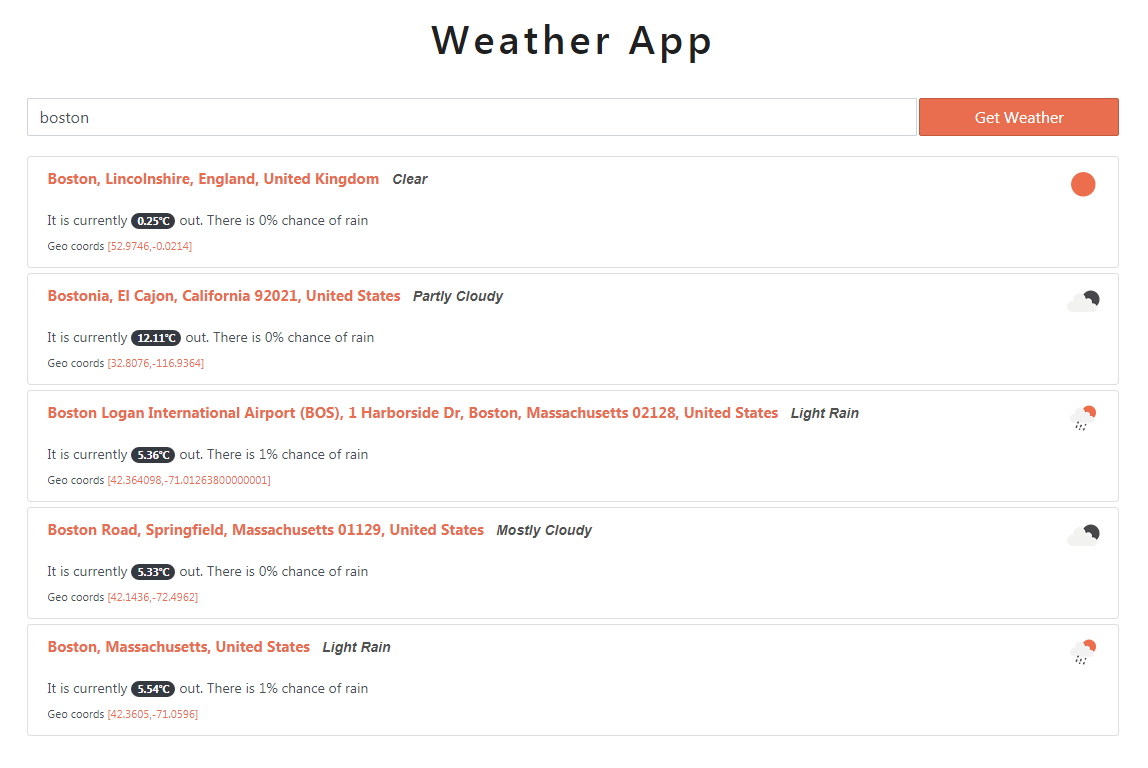 Weather App
boston
Get Weather
Boston, Lincolnshire, England, United Kingdom Clear
It is currently 0.25°C out. There is 0% chance of rain
Geo coords [52.9746,-0.0214]
Bostonia, El Cajon, California 92021, United States Partly Cloudy
It is currently 12.11°C out. There is 0% chance of rain
Geo coords [32.8076,-116.9364]
Boston Logan International Airport (BOS), 1 Harborside Dr, Boston, Massachusetts 02128, United States Light Rain
It is currently 5.36°C out. There is 1% chance of rain
Geo coords [42.364098,-71.01263800000001]
Boston Road, Springfield, Massachusetts 01129, United States Mostly Cloudy
It is currently 5.33°C out. There is 0% chance of rain
Geo coords [42.1436,-72.4962]
Boston, Massachusetts, United States Light Rain
It is currently 5.54°C out. There is 1% chance of rain
Geo coords [42.3605,-71.0596]